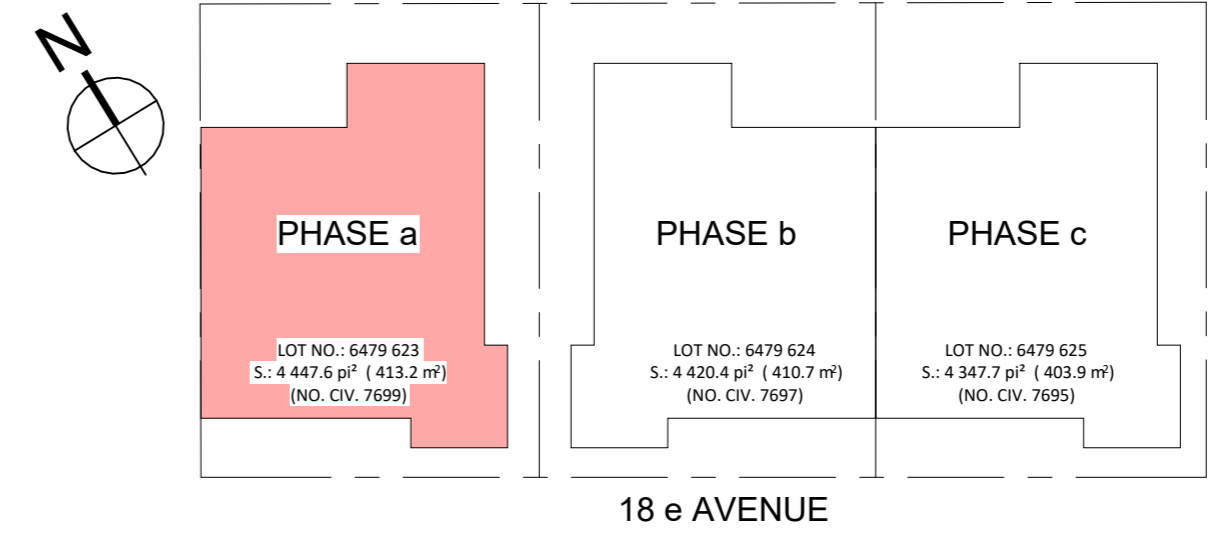 N
PHASE a
LOT NO.: 6479 623
S.: 4 447.6 pi² ( 413.2 m²)
(NO. CIV. 7699)
PHASE b
LOT NO.: 6479 624
S.: 4 420.4 pi² ( 410.7 m²)
(NO. CIV. 7697)
PHASE c
LOT NO.: 6479 625
S.: 4 347.7 pi² ( 403.9 m²)
(NO. CIV. 7695)
18 e AVENUE